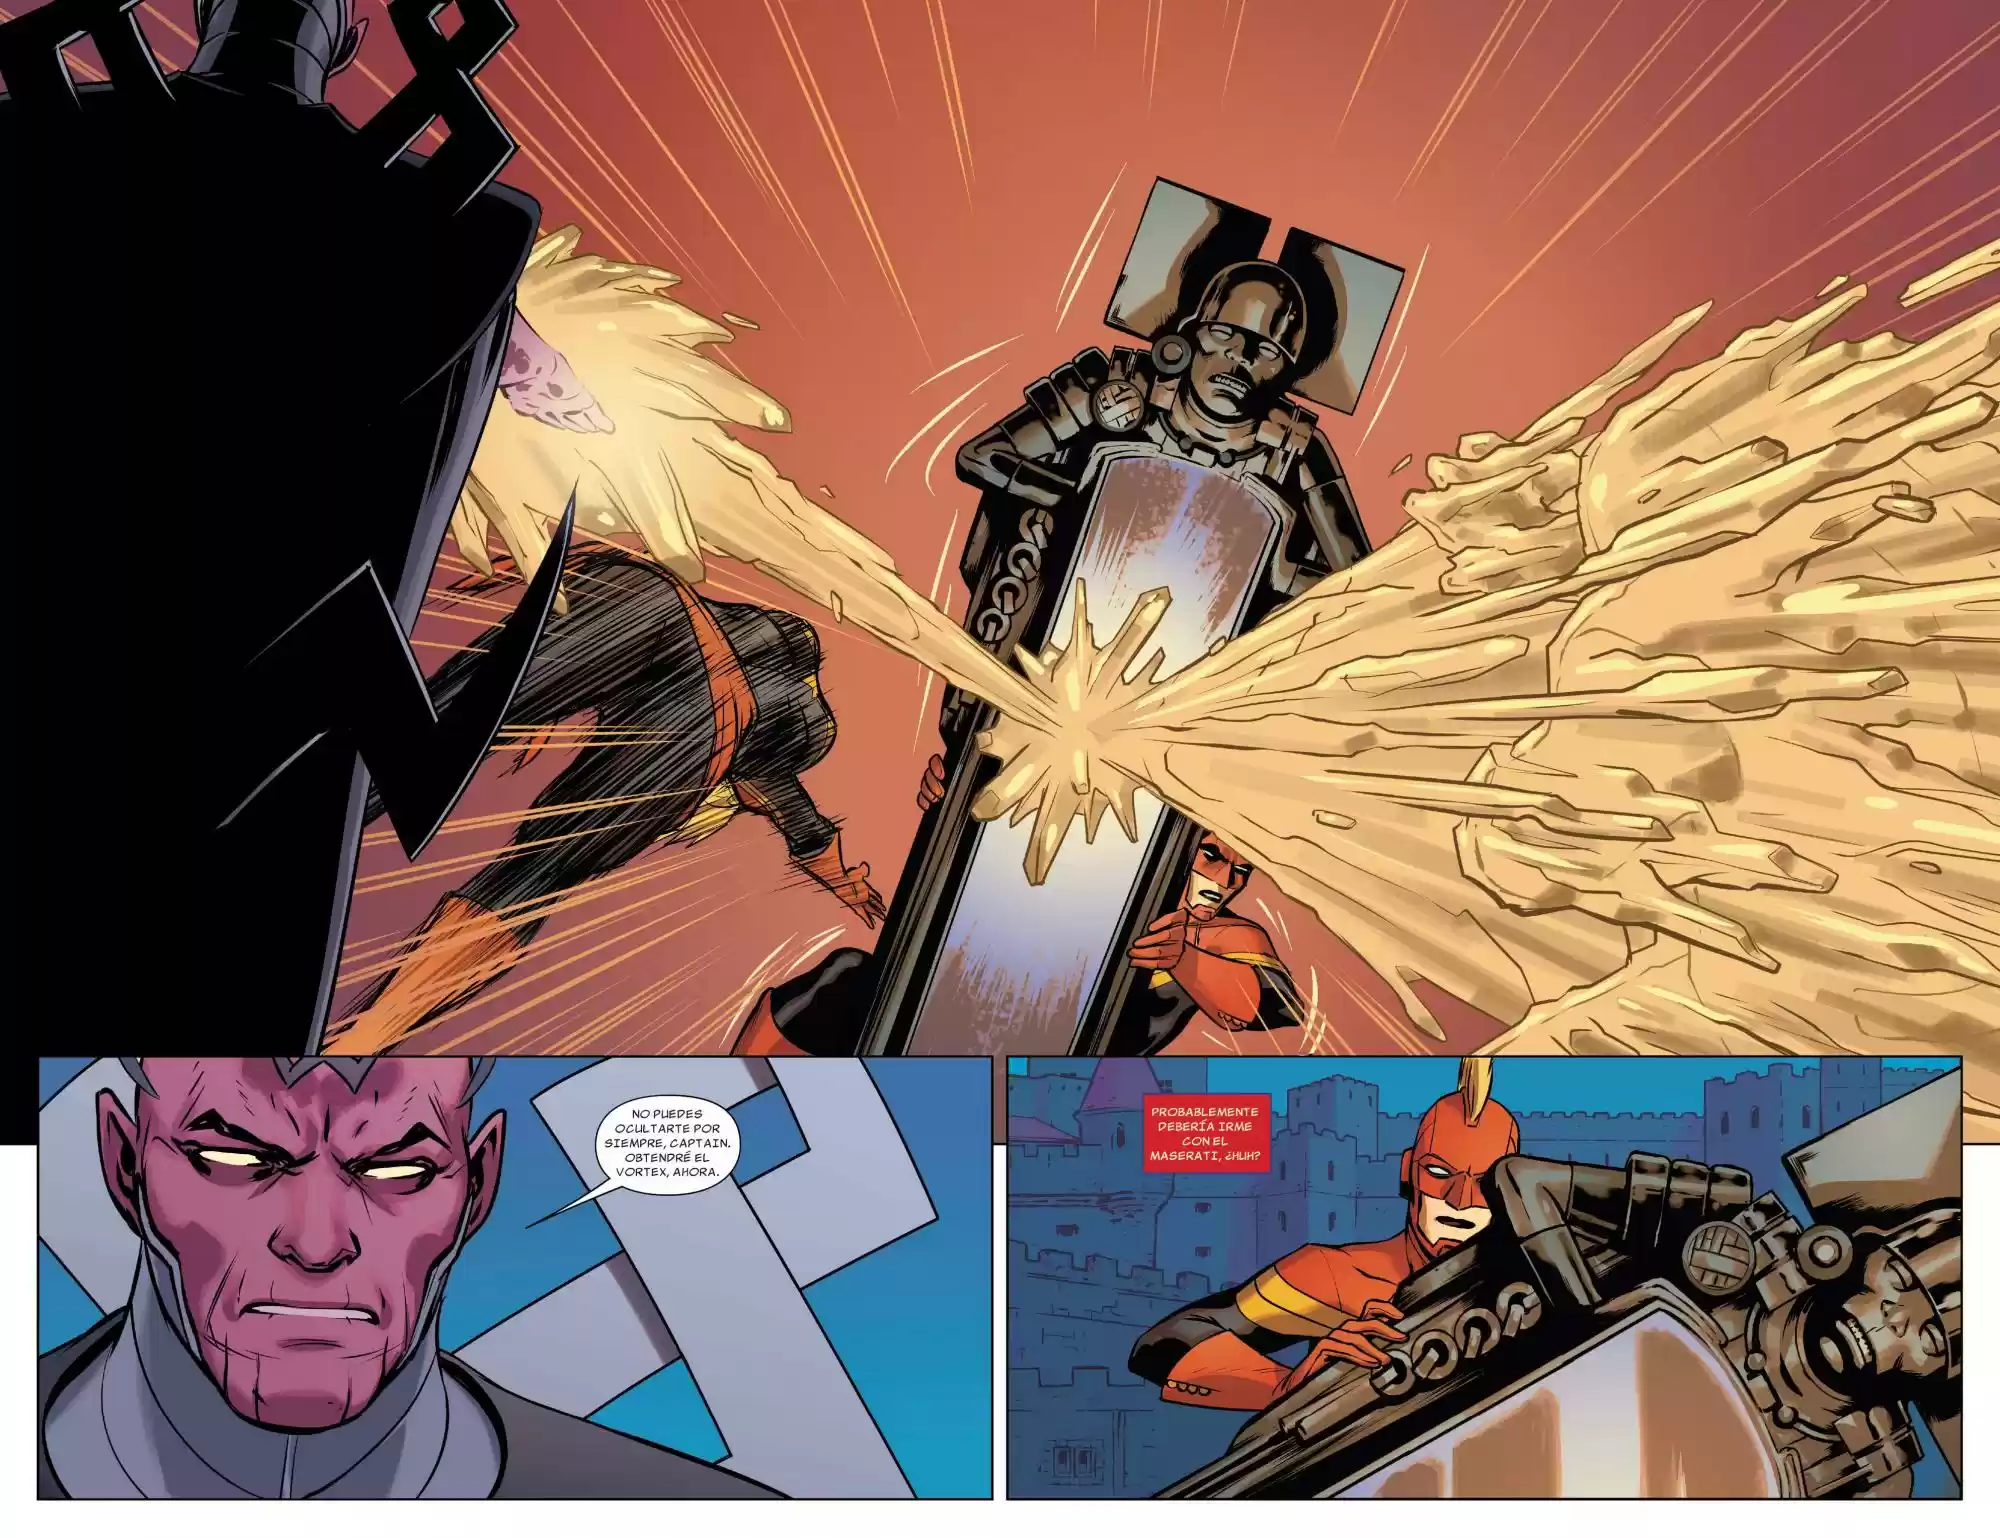 NO PUEDES
OCULTARTE POR
SIEMPRE, CAPTAIN.
OBTENDRÉ EL
VORTEX, AHORA.
PROBABLEMENTE
DEBERÍA IRME
CON EL
MASERATI, ¿HUH?